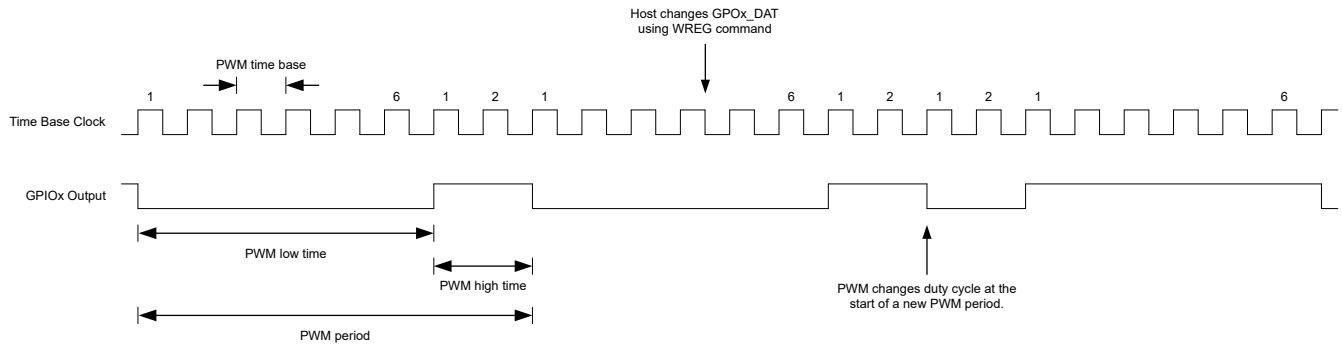 Host changes GPOx_DAT
using WREG command
PWM time base
1 6 1 2 1 6 1 2 1 2 1 6
Time Base Clock
GPIOx Output
PWM low time
PWM high time
PWM changes duty cycle at the
start of a new PWM period.
PWM period